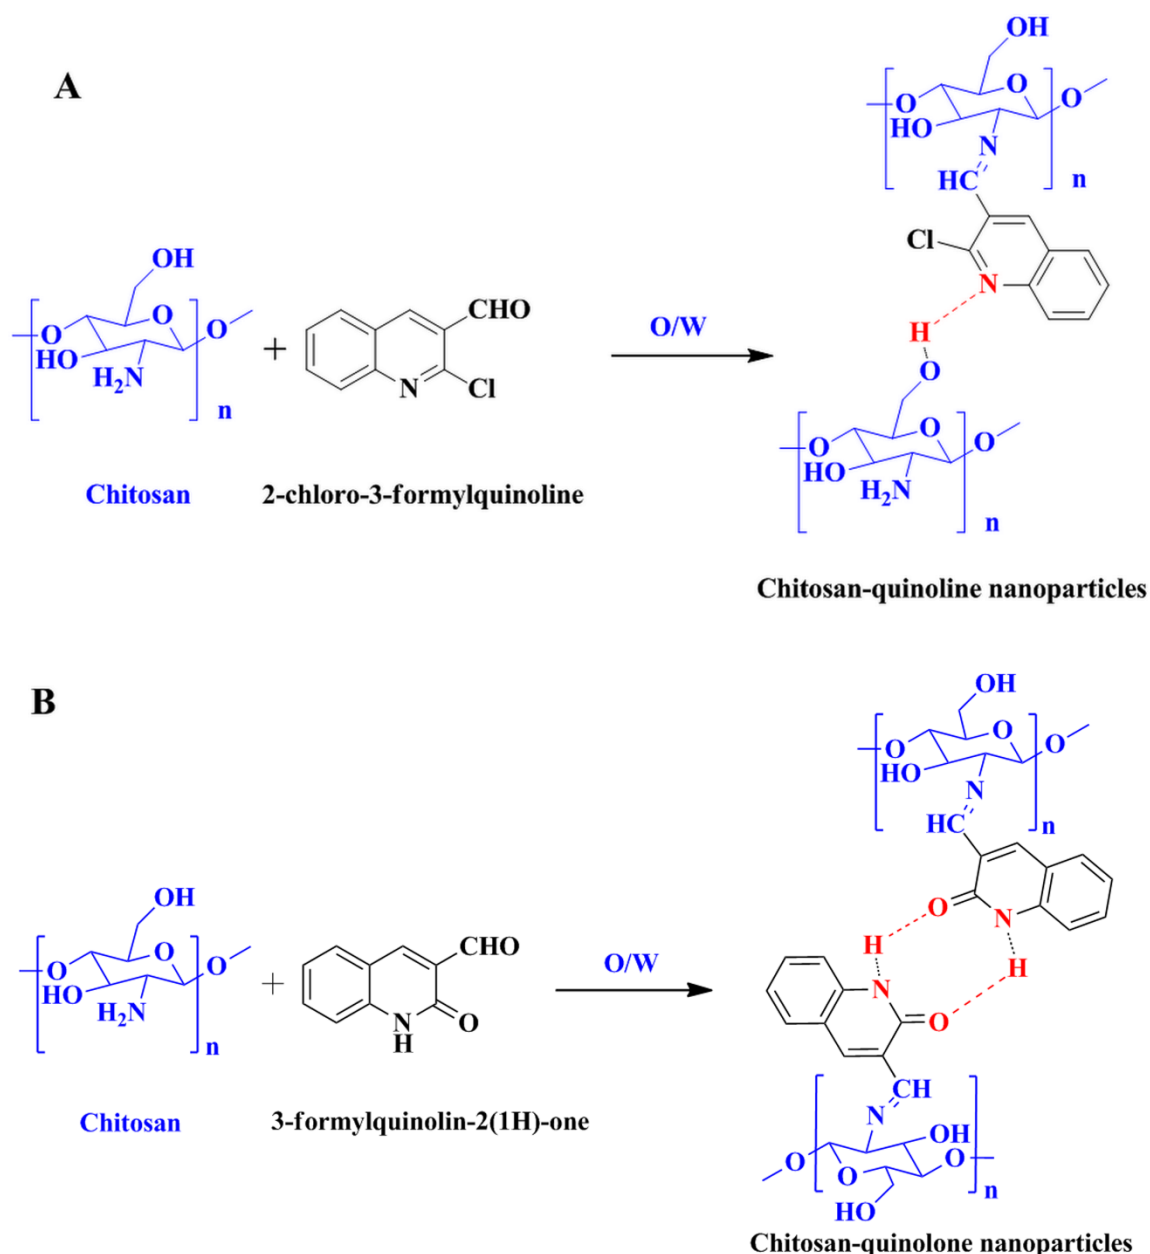 A
OH
O
O
O
HO
N
HC
n
Cl
N
H
O
OH
O
O
O
HO
H₂N
n
+
CHO
N
Cl
O/W
O
O
O
HO
H₂N
n
Chitosan
2-chloro-3-formylquinoline
Chitosan-quinoline nanoparticles
B
OH
O
O
O
HO
N
HC
n
O
N
H
H
OH
O
O
O
HO
H₂N
n
+
CHO
N
H
O
O/W
N
O
CH
N
OH
O
O
O
HO
n
Chitosan
3-formylquinolin-2(1H)-one
Chitosan-quinolone nanoparticles